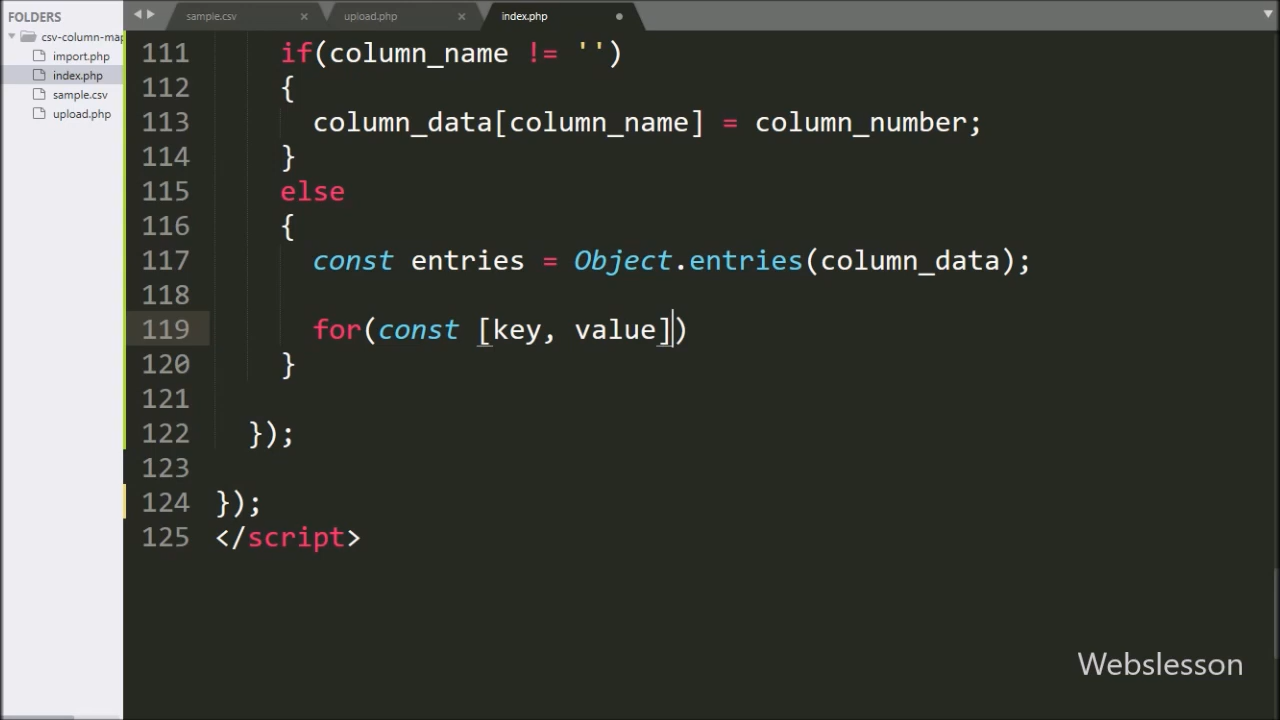 FOLDERS
csv-column-map
import.php
index.php
sample.csv
upload.php
sample.csv × upload.php × index.php
111 if(column_name != '')
112 {
113 column_data[column_name] = column_number;
114 }
115 else
116 {
117 const entries = Object.entries(column_data);
118
119 for(const [key, value])
120 }
121
122 });
123
124 });
125 </script>
Webslesson